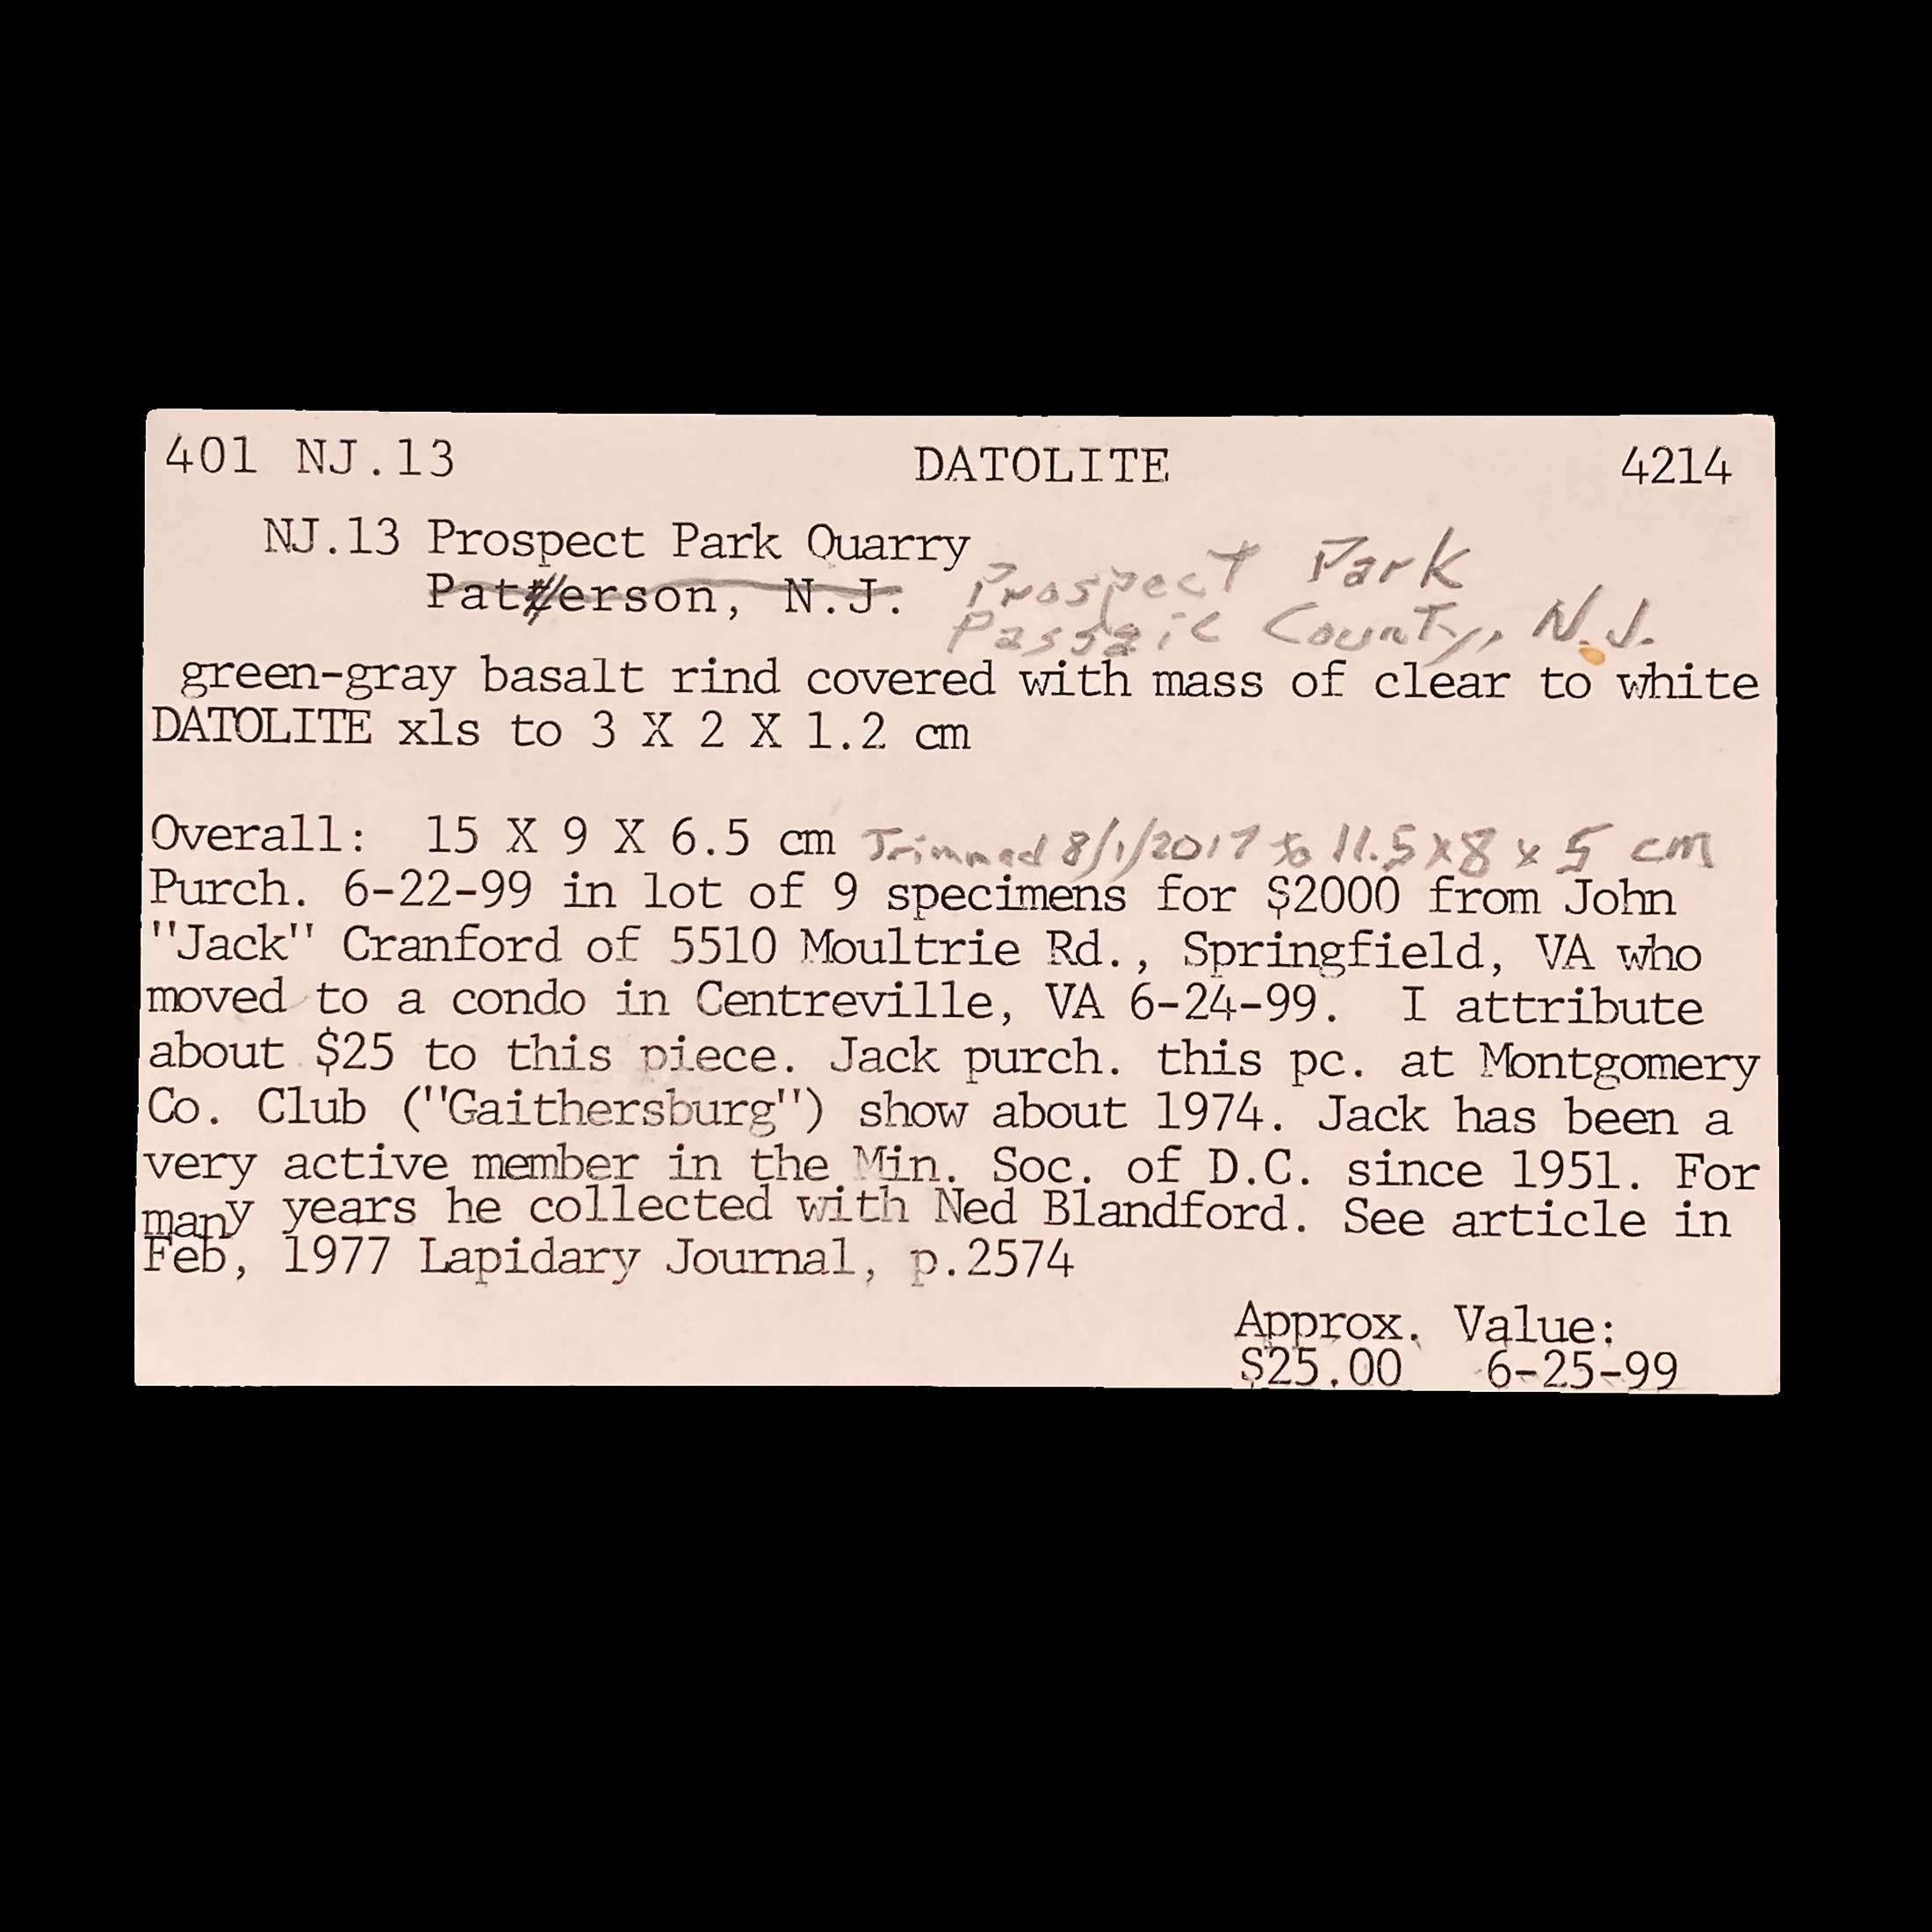 401 NJ.13 DATOLITE 4214
NJ.13 Prospect Park Quarry Prospect Park
Patterson, N.J. Passaic County, N.J.
green-gray basalt rind covered with mass of clear to white
DATOLITE xls to 3 X 2 X 1.2 cm
Overall: 15 X 9 X 6.5 cm Trimmed 8/1/2017 to 11.5 x 8 x 5 cm
Purch. 6-22-99 in lot of 9 specimens for $2000 from John
"Jack" Cranford of 5510 Moultrie Rd., Springfield, VA who
moved to a condo in Centreville, VA 6-24-99. I attribute
about $25 to this piece. Jack purch. this pc. at Montgomery
Co. Club ("Gaithersburg") show about 1974. Jack has been a
very active member in the Min. Soc. of D.C. since 1951. For
many years he collected with Ned Blandford. See article in
Feb, 1977 Lapidary Journal, p.2574
Approx. Value:
$25.00 6-25-99